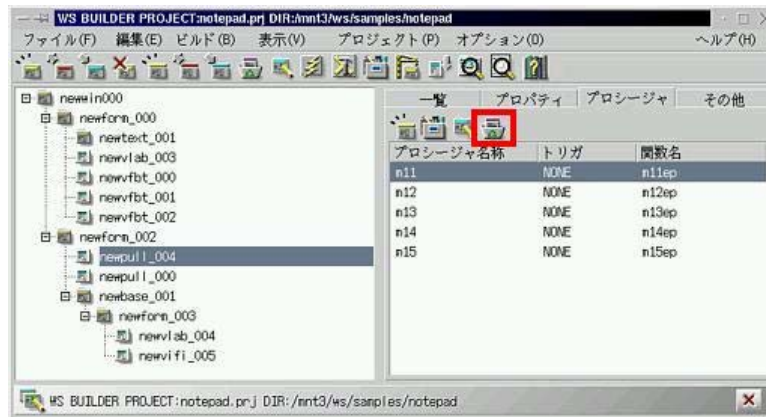 WS BUILDER PROJECT:notepad.prj DIR:/mnt3/ws/samples/notepad
ファイル(F) 編集(E) ビルド(B) 表示(V) プロジェクト(P) オプション(O) ヘルプ(H)
newwin000
newform_000
newtext_001
newvlab_003
newvfbt_000
newvfbt_001
newvfbt_002
newform_002
newpull_004
newpull_000
newbase_001
newform_003
newvlab_004
newvifi_005
一覧 プロパティ プロシージャ その他
プロシージャ名称 トリガ 関数名
m11 NONE m11ep
m12 NONE m12ep
m13 NONE m13ep
m14 NONE m14ep
m15 NONE m15ep
WS BUILDER PROJECT:notepad.prj DIR:/mnt3/ws/samples/notepad